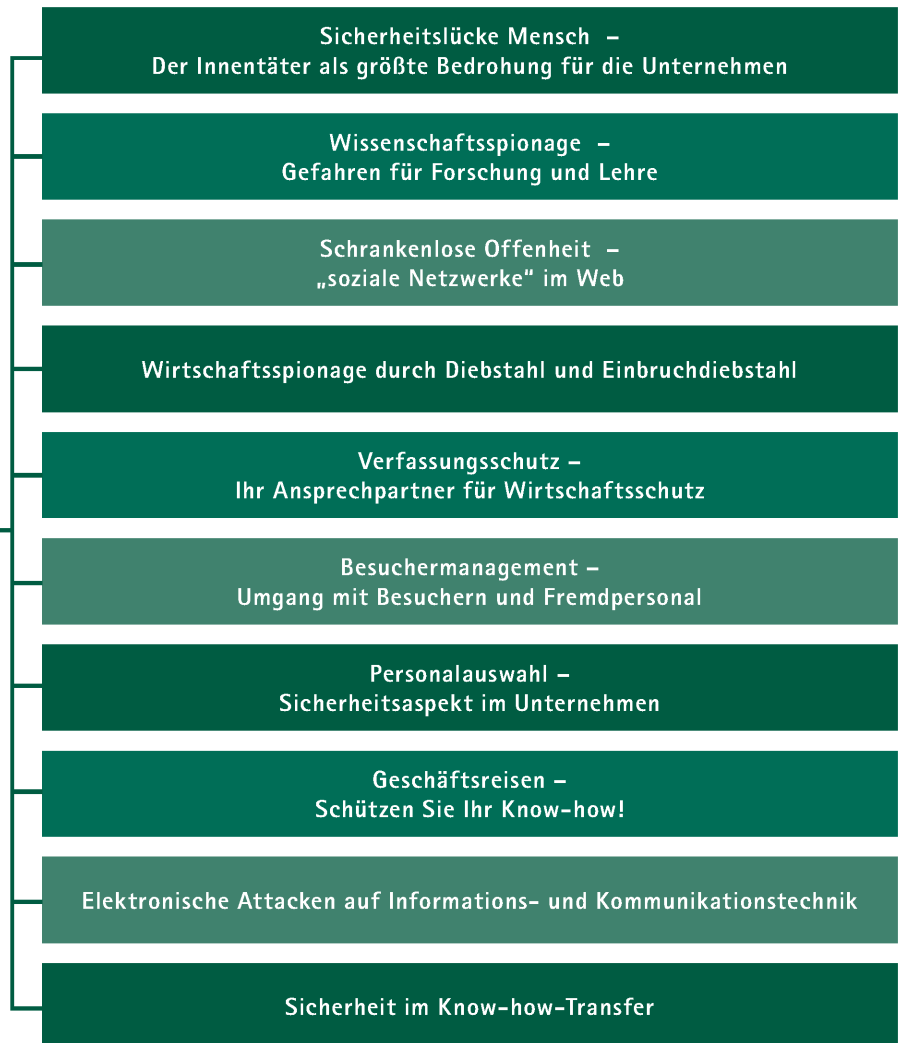 Sicherheitslücke Mensch –
Der Innentäter als größte Bedrohung für die Unternehmen
Wissenschaftsspionage –
Gefahren für Forschung und Lehre
Schrankenlose Offenheit –
„soziale Netzwerke“ im Web
Wirtschaftsspionage durch Diebstahl und Einbruchdiebstahl
Verfassungsschutz –
Ihr Ansprechpartner für Wirtschaftsschutz
Besuchermanagement –
Umgang mit Besuchern und Fremdpersonal
Personalauswahl –
Sicherheitsaspekt im Unternehmen
Geschäftsreisen –
Schützen Sie Ihr Know-how!
Elektronische Attacken auf Informations- und Kommunikationstechnik
Sicherheit im Know-how-Transfer